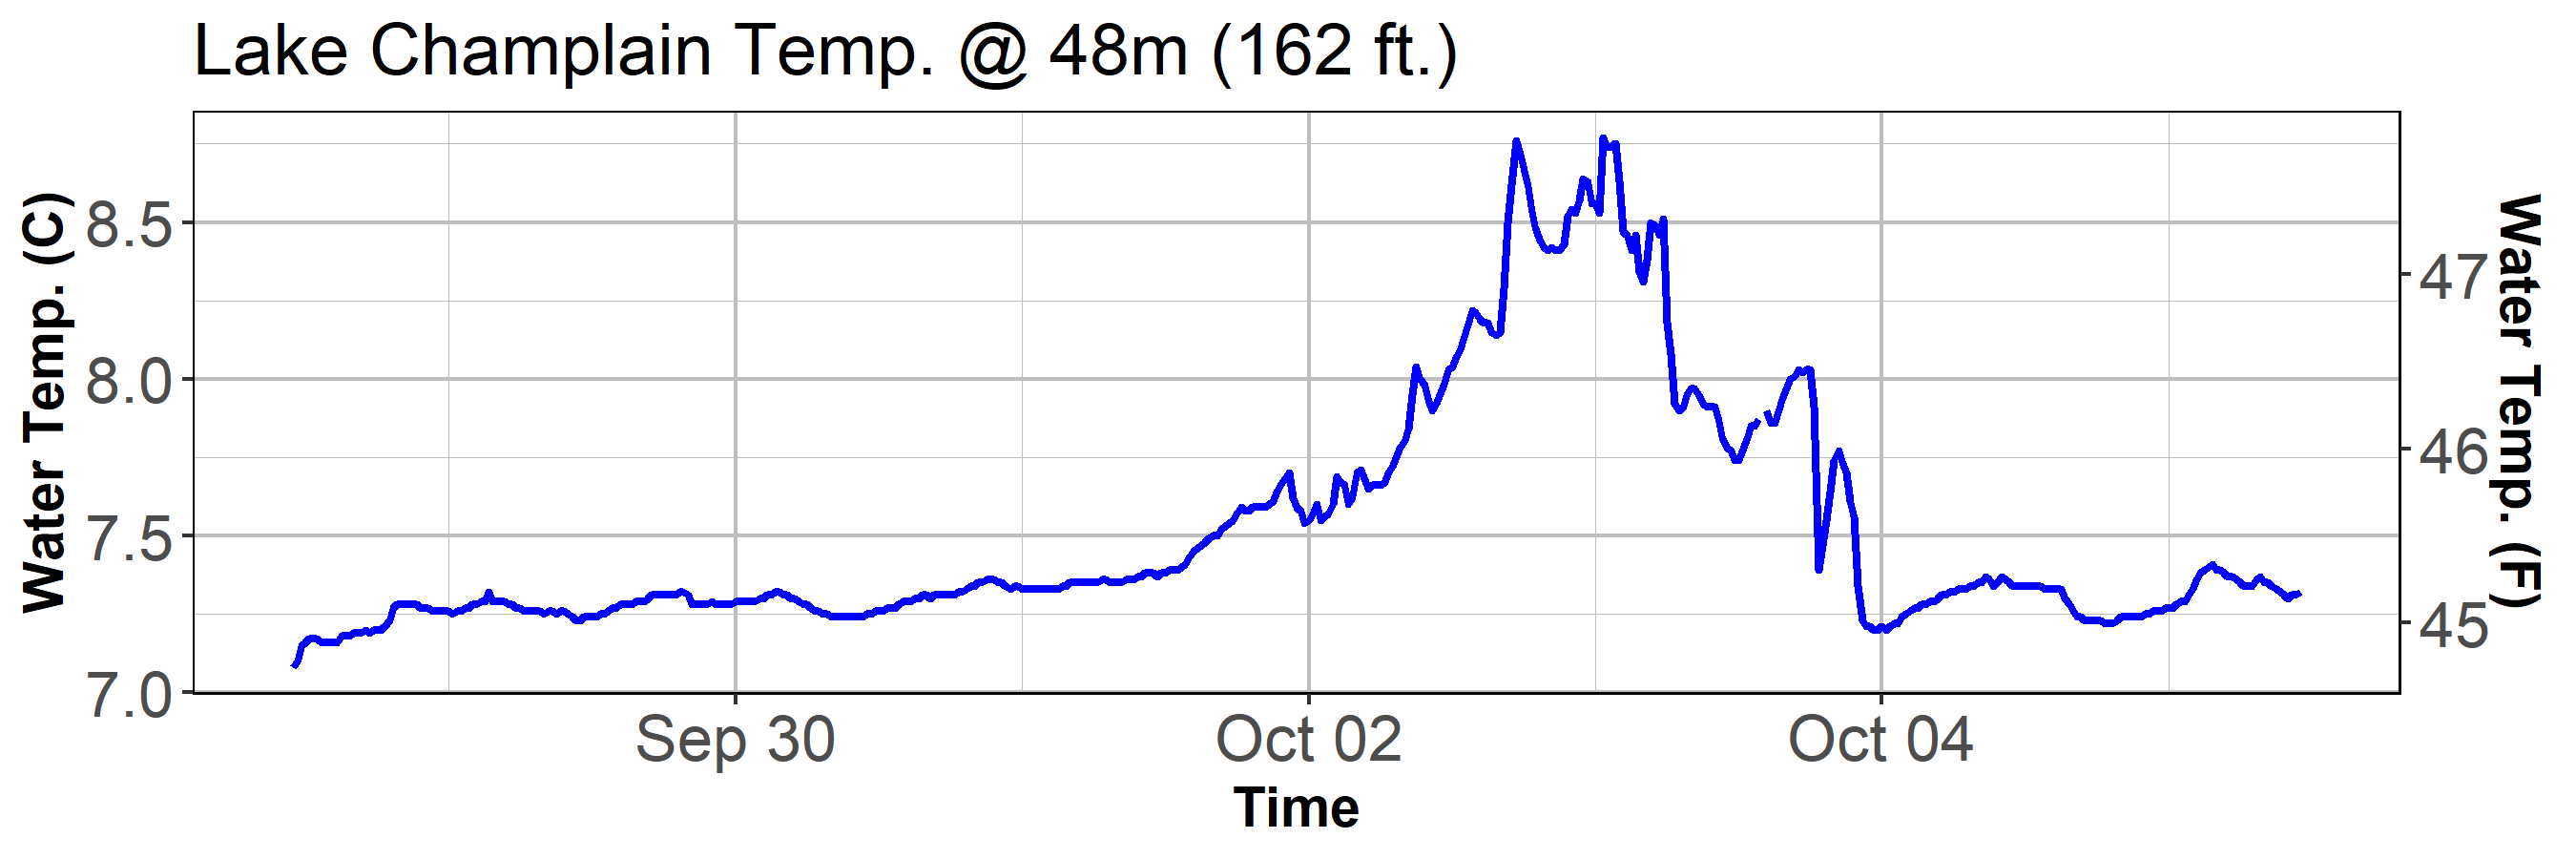 Lake Champlain Temp. @ 48m (162 ft.)
Water Temp. (C)
8.5
8.0
7.5
7.0
47
46
45
Water Temp. (F)
Sep 30
Oct 02
Oct 04
Time